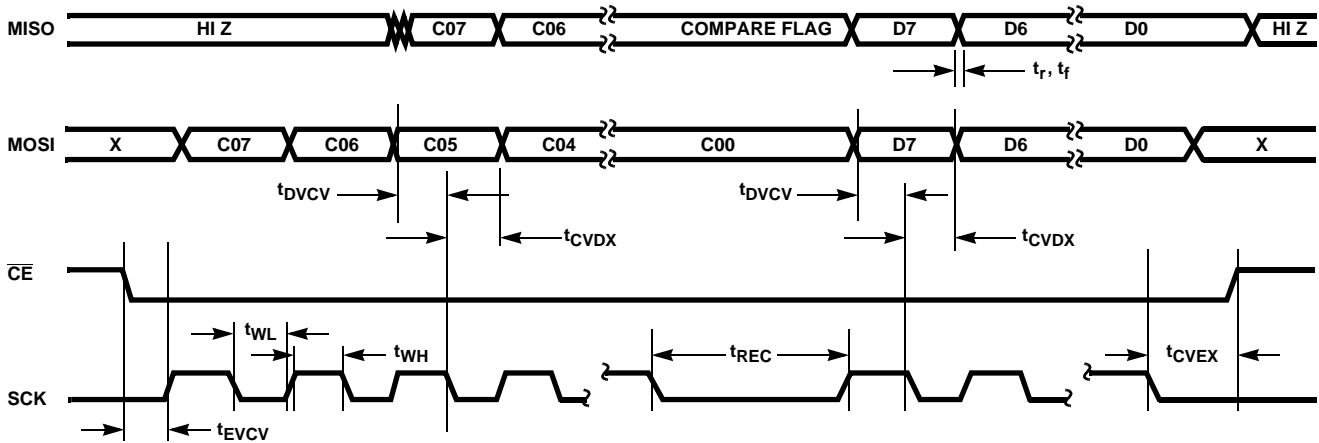 MISO HI Z C07 C06 COMPARE FLAG D7 D6 D0 HI Z
tr, tf
MOSI X C07 C06 C05 C04 C00 D7 D6 D0 X
tDVCV tDVCV
tCVDX tCVDX
CE
tWL tWH tREC tCVEX
SCK
tEVCV